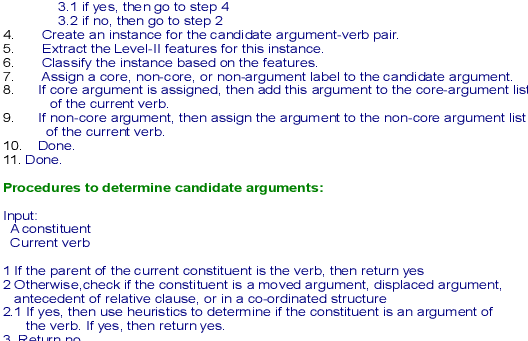 3.1 if yes, then go to step 4
3.2 if no, then go to step 2
4. Create an instance for the candidate argument-verb pair.
5. Extract the Level-II features for this instance.
6. Classify the instance based on the features.
7. Assign a core, non-core, or non-argument label to the candidate argument.
8. If core argument is assigned, then add this argument to the core-argument list
of the current verb.
9. If non-core argument, then assign the argument to the non-core argument list
of the current verb.
10. Done.
11. Done.
Procedures to determine candidate arguments:
Input:
A constituent
Current verb
1 If the parent of the current constituent is the verb, then return yes
2 Otherwise,check if the constituent is a moved argument, displaced argument,
antecedent of relative clause, or in a co-ordinated structure
2.1 If yes, then use heuristics to determine if the constituent is an argument of
the verb. If yes, then return yes.
3. Return no